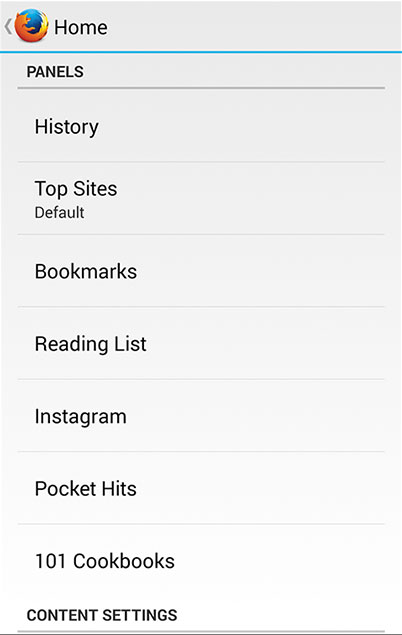 Home
PANELS
History
Top Sites
Default
Bookmarks
Reading List
Instagram
Pocket Hits
101 Cookbooks
CONTENT SETTINGS